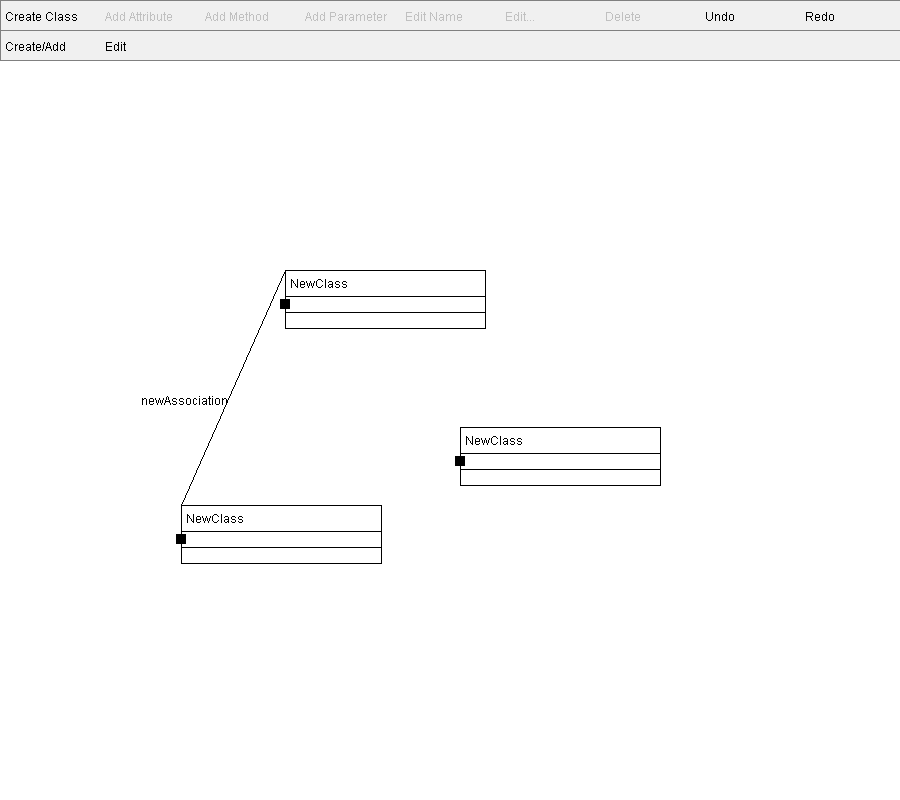 Create Class Add Attribute Add Method Add Parameter Edit Name Edit... Delete Undo Redo
Create/Add Edit
NewClass
newAssociation
NewClass
NewClass